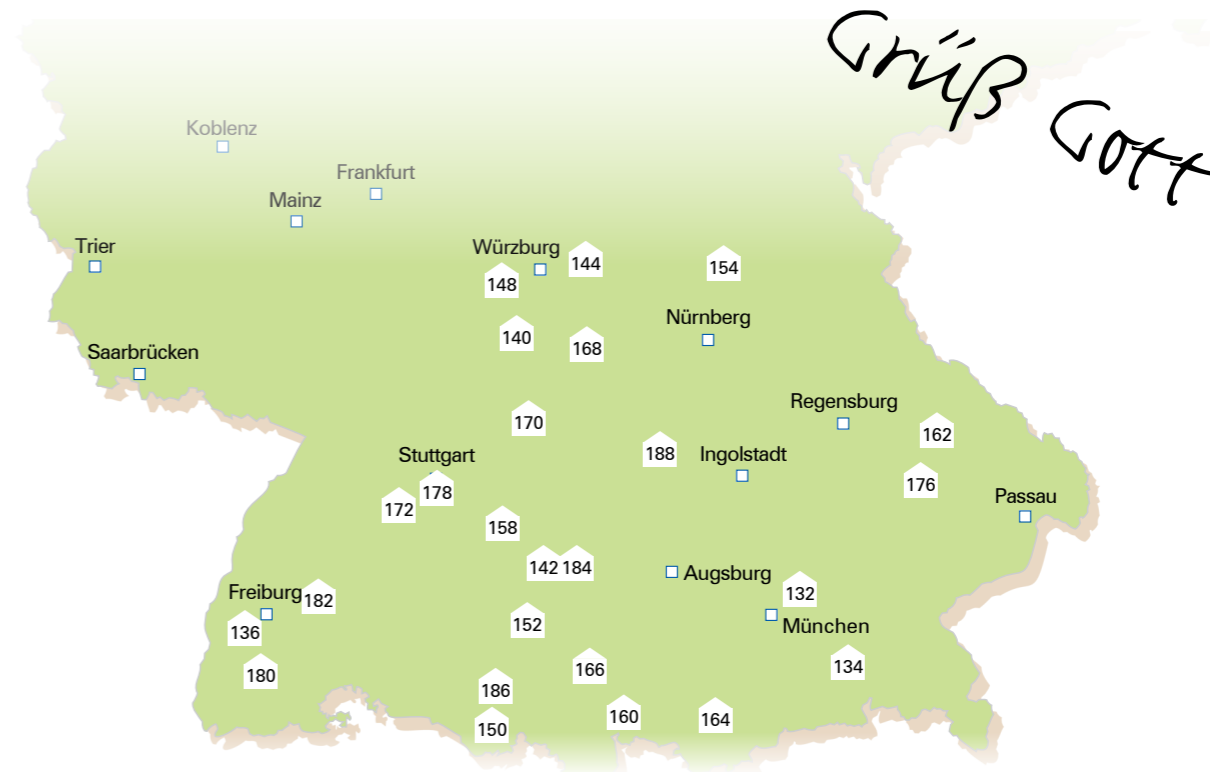 Grüß Gott
Koblenz
Frankfurt
Mainz
Trier
Würzburg
144
154
148
Nürnberg
140
168
Saarbrücken
Regensburg
170
162
188
Stuttgart
Ingolstadt
178
176
172
Passau
158
142
184
Augsburg
132
Freiburg
182
136
152
München
134
180
166
186
160
164
150